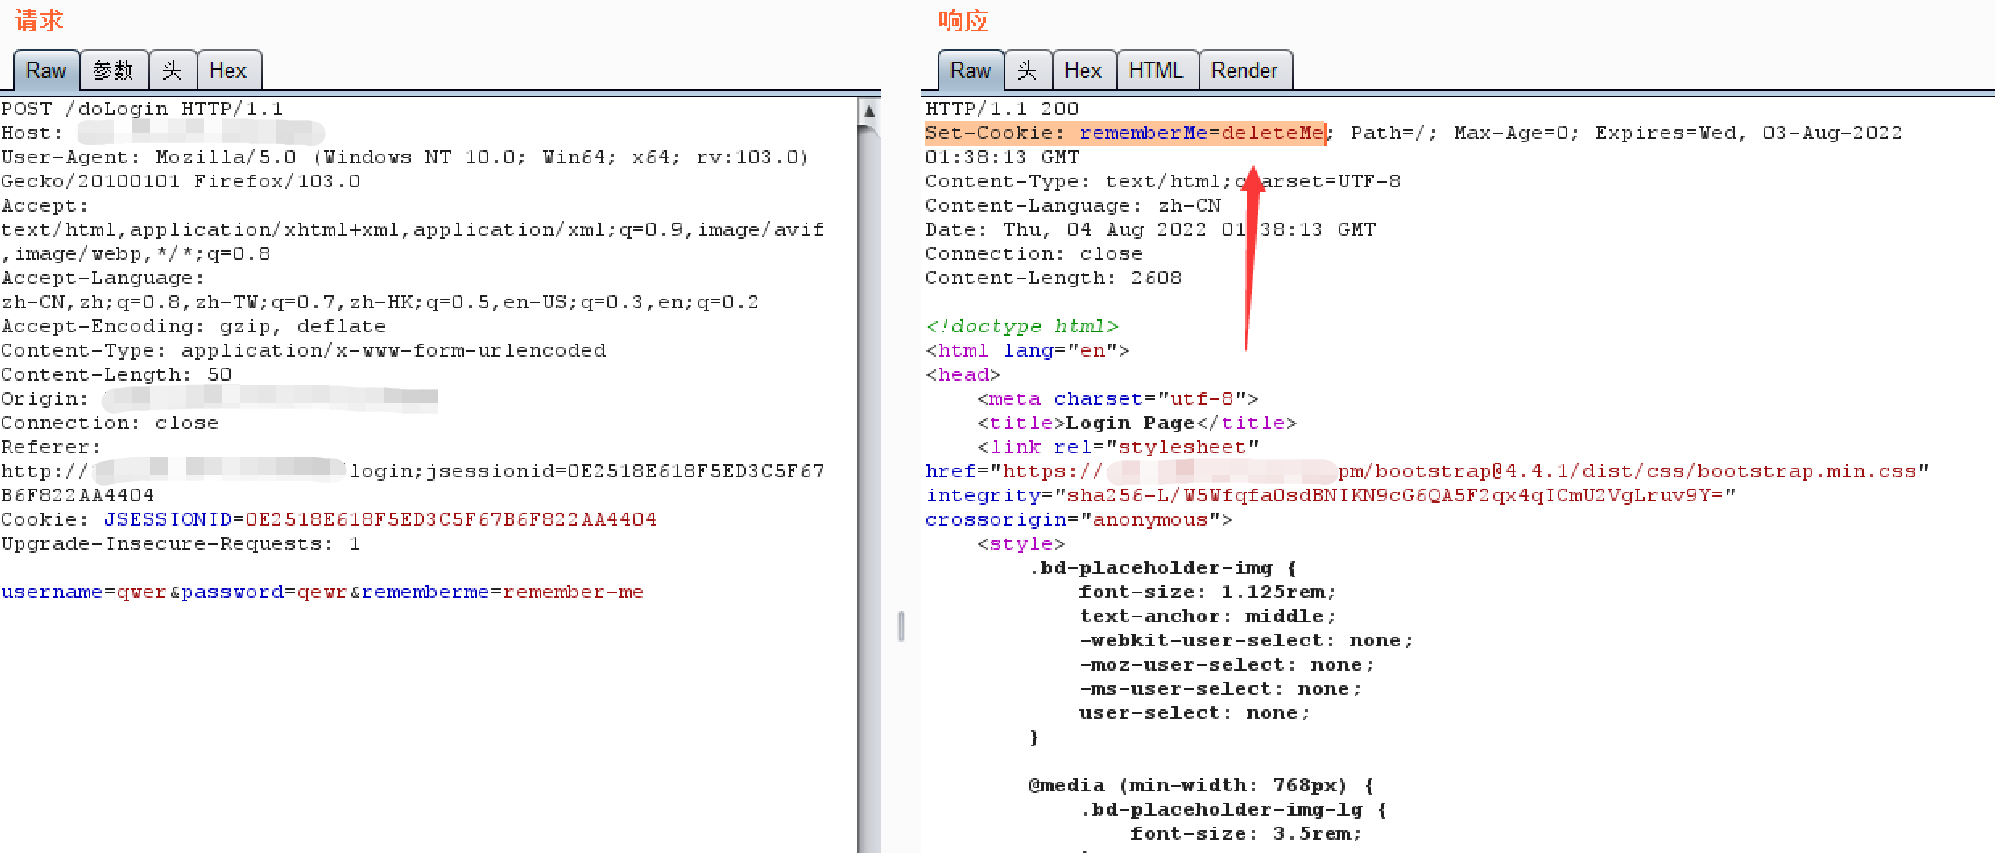 请求
Raw 参数 头 Hex
POST /doLogin HTTP/1.1
Host:
User-Agent: Mozilla/5.0 (Windows NT 10.0; Win64; x64; rv:103.0)
Gecko/20100101 Firefox/103.0
Accept:
text/html,application/xhtml+xml,application/xml;q=0.9,image/avif
,image/webp,*/*;q=0.8
Accept-Language:
zh-CN,zh;q=0.8,zh-TW;q=0.7,zh-HK;q=0.5,en-US;q=0.3,en;q=0.2
Accept-Encoding: gzip, deflate
Content-Type: application/x-www-form-urlencoded
Content-Length: 50
Origin:
Connection: close
Referer:
http:// login;jsessionid=0E2518E618F5ED3C5F67
B6F822AA4404
Cookie: JSESSIONID=0E2518E618F5ED3C5F67B6F822AA4404
Upgrade-Insecure-Requests: 1
username=qwer&password=qewr&rememberme=remember-me
响应
Raw 头 Hex HTML Render
HTTP/1.1 200
Set-Cookie: rememberMe=deleteMe; Path=/; Max-Age=0; Expires=Wed, 03-Aug-2022
01:38:13 GMT
Content-Type: text/html;charset=UTF-8
Content-Language: zh-CN
Date: Thu, 04 Aug 2022 01:38:13 GMT
Connection: close
Content-Length: 2608
<!doctype html>
<html lang="en">
<head>
<meta charset="utf-8">
<title>Login Page</title>
<link rel="stylesheet"
href="https:// pm/bootstrap@4.4.1/dist/css/bootstrap.min.css"
integrity="sha256-L/W5WfqfaOsdBNIKN9cG6QA5F2qx4qICmU2VgLruv9Y="
crossorigin="anonymous">
<style>
.bd-placeholder-img {
font-size: 1.125rem;
text-anchor: middle;
-webkit-user-select: none;
-moz-user-select: none;
-ms-user-select: none;
user-select: none;
}
@media (min-width: 768px) {
.bd-placeholder-img-lg {
font-size: 3.5rem;